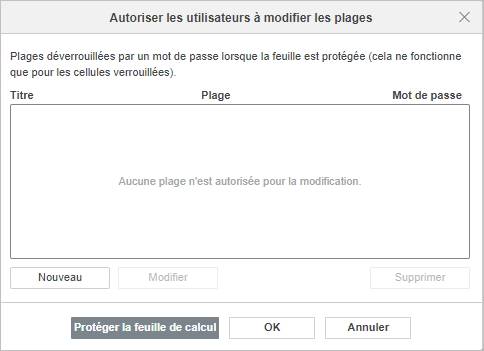 Autoriser les utilisateurs à modifier les plages
Plages déverrouillées par un mot de passe lorsque la feuille est protégée (cela ne fonctionne
que pour les cellules verrouillées).
Titre Plage Mot de passe
Aucune plage n'est autorisée pour la modification.
Nouveau Modifier Supprimer
Protéger la feuille de calcul OK Annuler